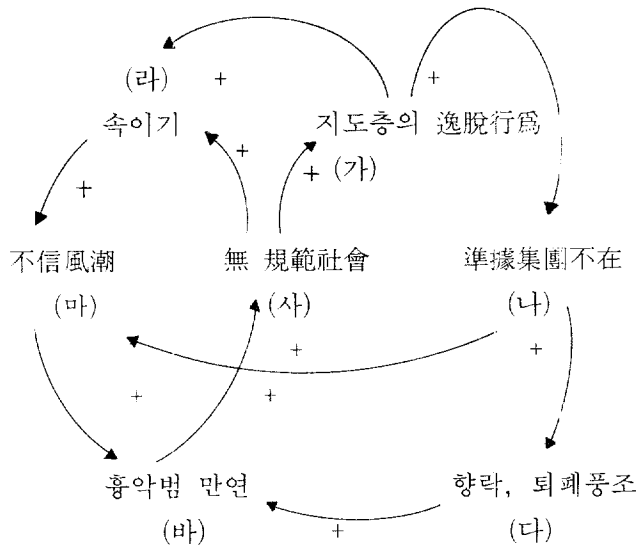 (라) + +
속이기 지도층의 逸脫行爲
+ + + (가)
不信風潮 無 規範社會 準據集團不在
(마) (사) (나)
+ +
+ +
흉악범 만연 향락, 퇴폐풍조
(바) + (다)